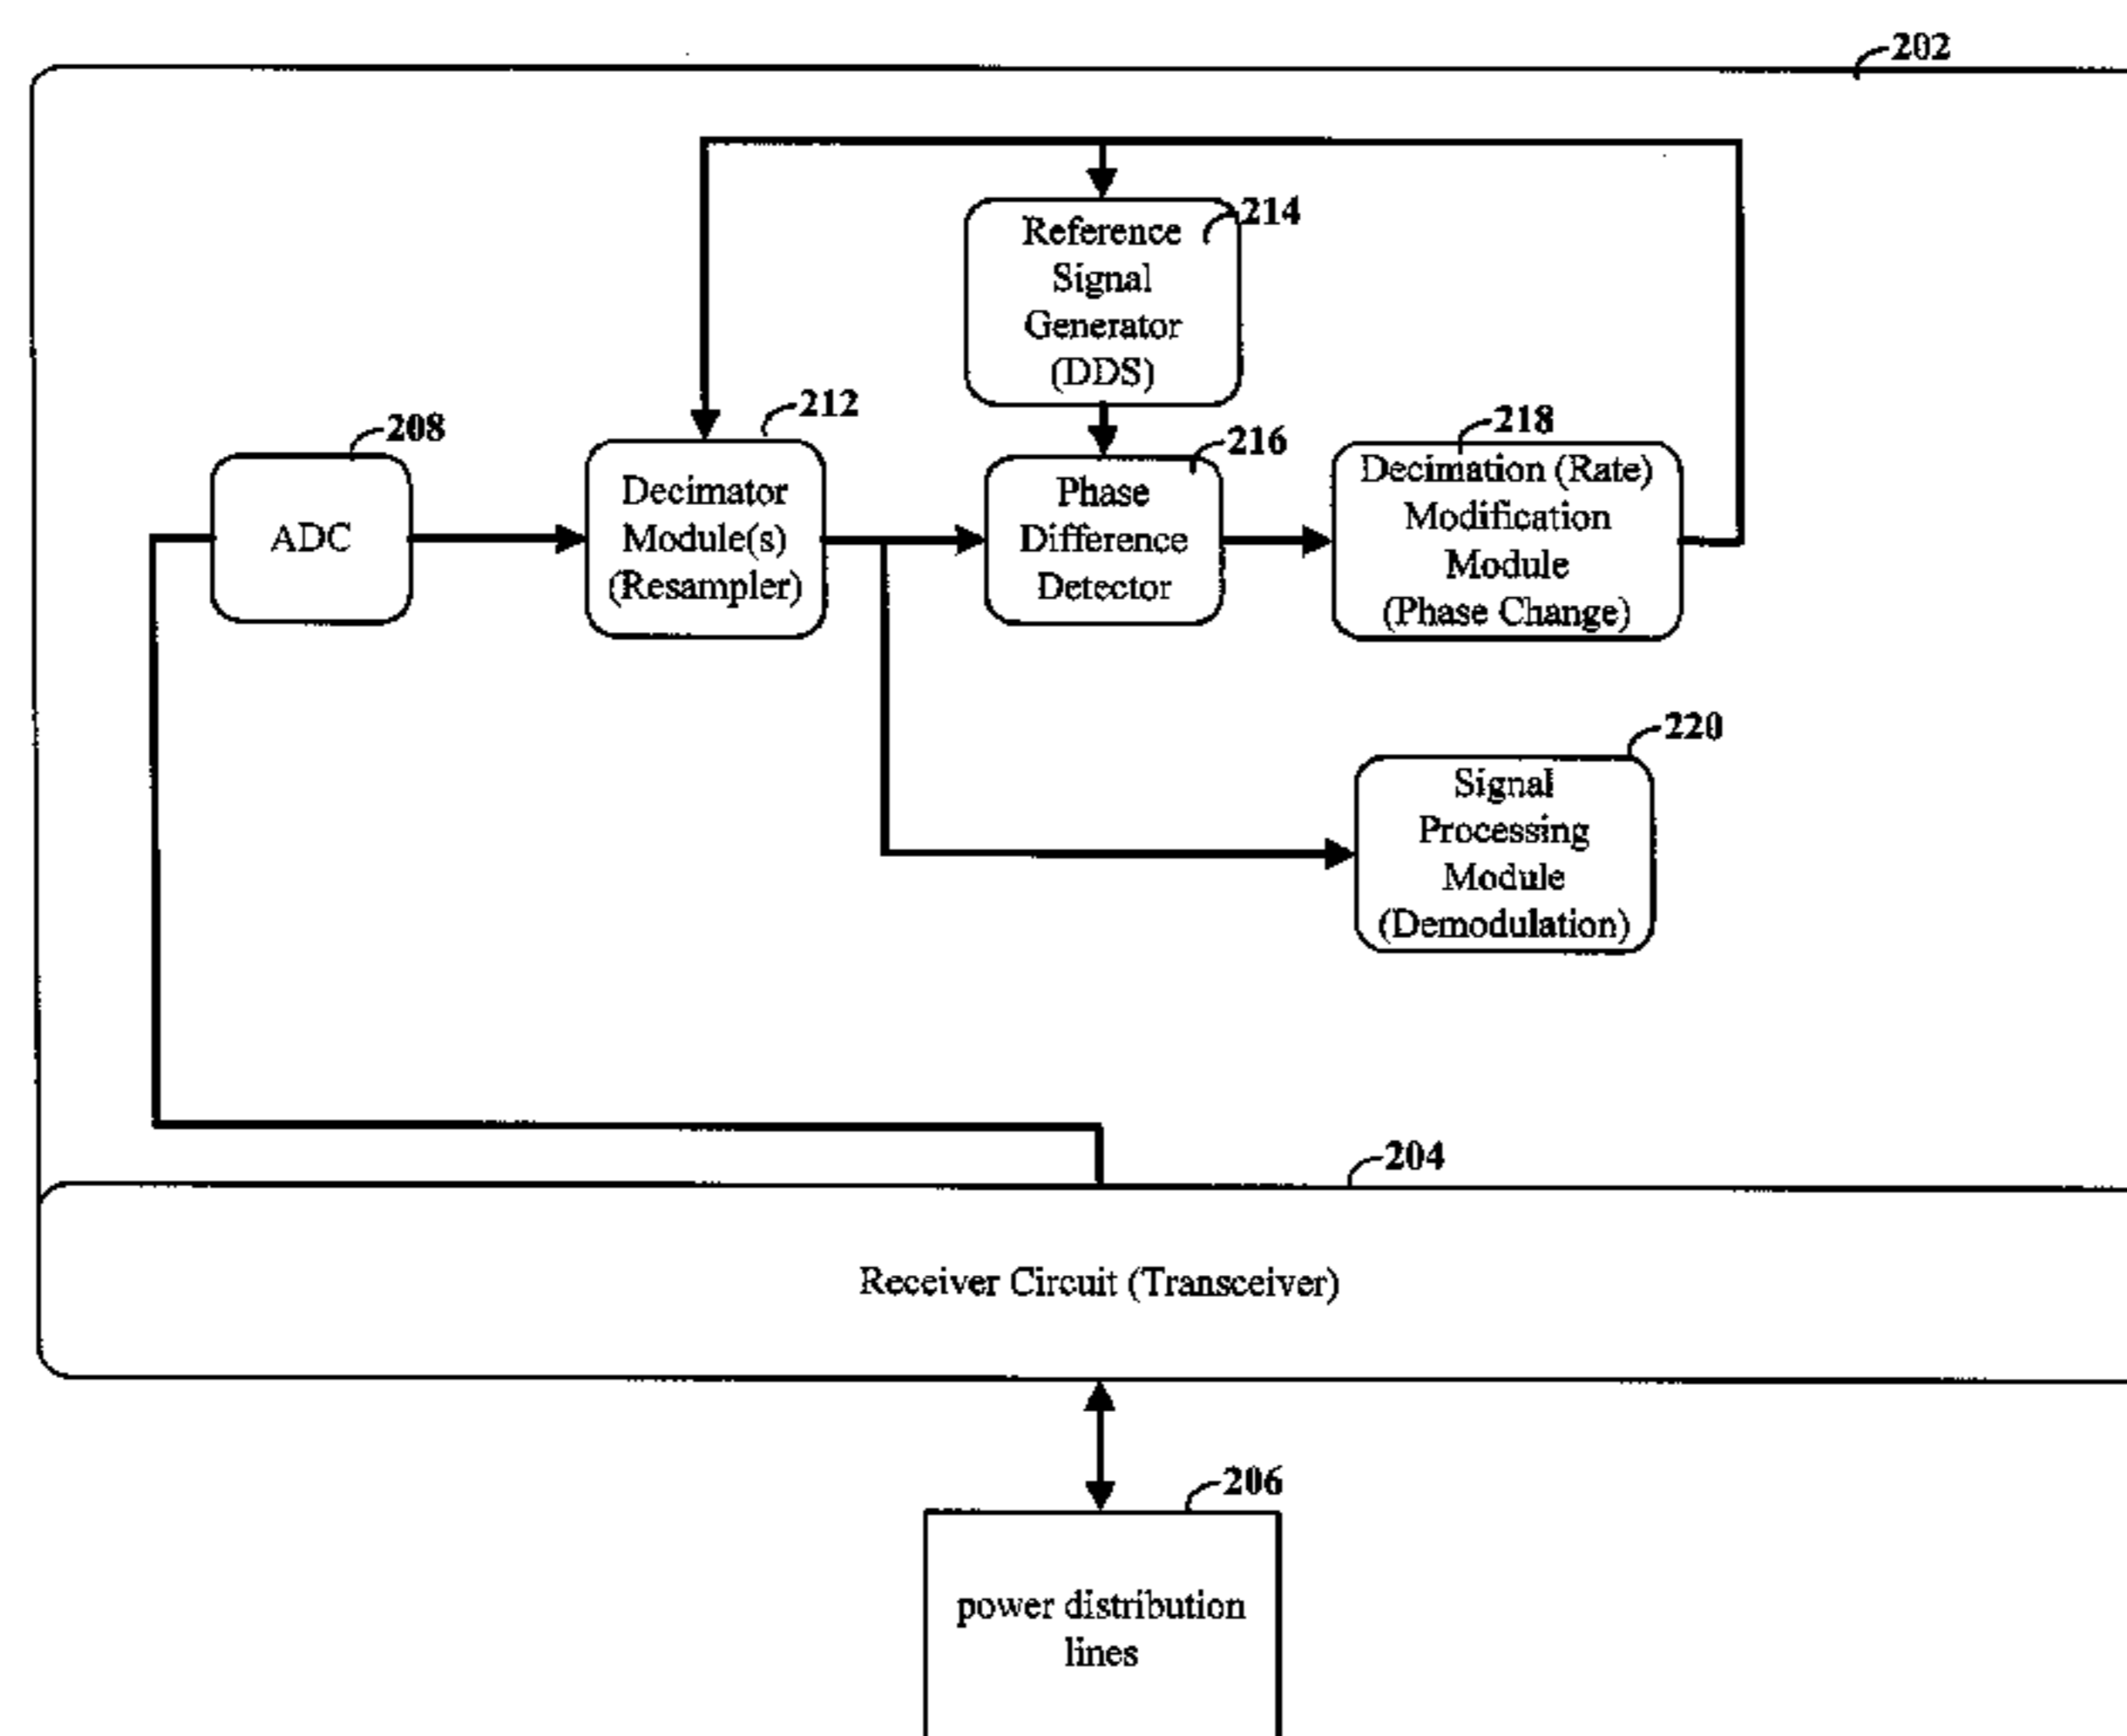 202
214
Reference
Signal
Generator
(DDS)
212
208
216
218
ADC
Decimator
Module(s)
(Resampler)
Phase
Difference
Detector
Decimation (Rate)
Modification
Module
(Phase Change)
220
Signal
Processing
Module
(Demodulation)
204
Receiver Circuit (Transceiver)
206
power distribution
lines